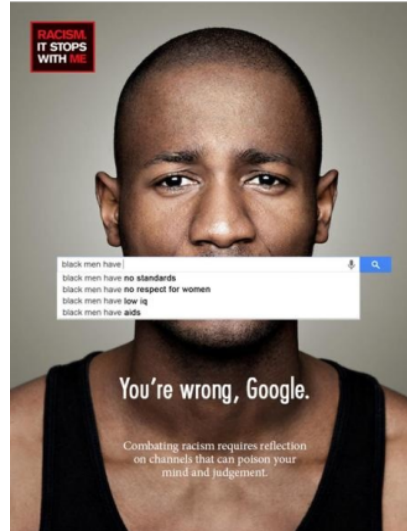 RACISM.
IT STOPS
WITH ME
black men have
black men have no standards
black men have no respect for women
black men have low iq
black men have aids
You're wrong, Google.
Combating racism requires reflection
on channels that can poison your
mind and judgement.